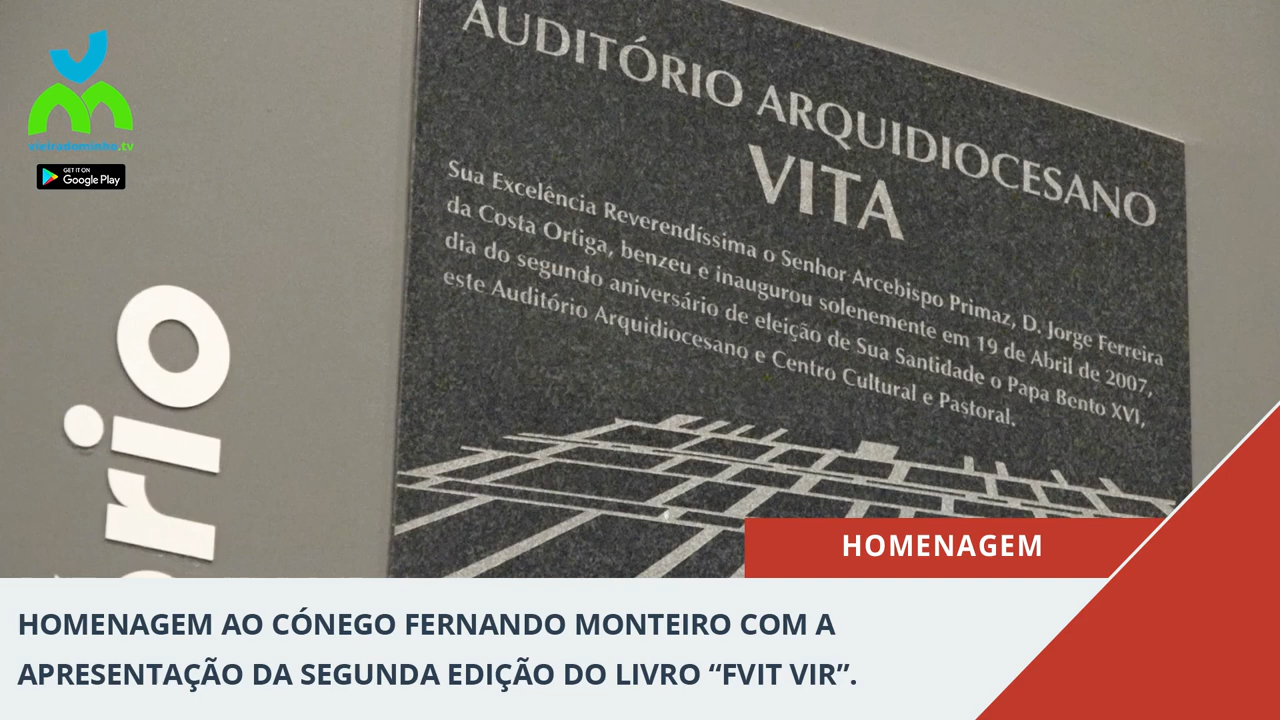 vieiradominho.tv
GET IT ON
Google Play
AUDITÓRIO ARQUIDIOCESANO
VITA
Sua Excelência Reverendíssima o Senhor Arcebispo Primaz, D. Jorge Ferreira
da Costa Ortiga, benzeu e inaugurou solenemente em 19 de Abril de 2007,
dia do segundo aniversário de eleição de Sua Santidade o Papa Bento XVI,
este Auditório Arquidiocesano e Centro Cultural e Pastoral.
ório
HOMENAGEM
HOMENAGEM AO CÓNEGO FERNANDO MONTEIRO COM A
APRESENTAÇÃO DA SEGUNDA EDIÇÃO DO LIVRO “FVIT VIR”.